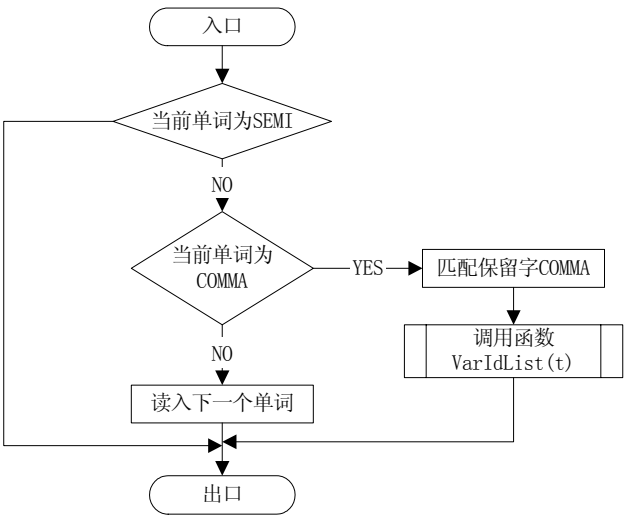 入口
当前单词为SEMI
NO
当前单词为
COMMA
YES
匹配保留字COMMA
调用函数
VarIdList(t)
NO
读入下一个单词
出口